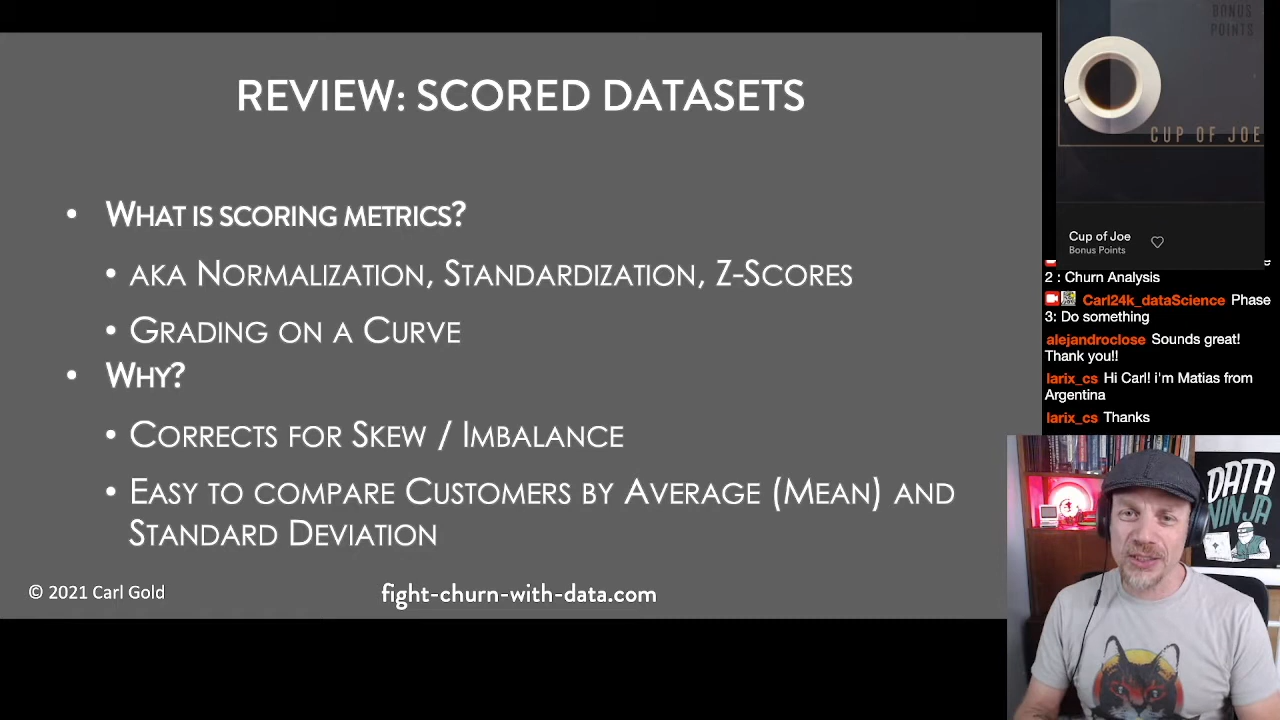 REVIEW: SCORED DATASETS
• WHAT IS SCORING METRICS?
• AKA NORMALIZATION, STANDARDIZATION, Z-SCORES
• GRADING ON A CURVE
• WHY?
• CORRECTS FOR SKEW / IMBALANCE
• EASY TO COMPARE CUSTOMERS BY AVERAGE (MEAN) AND
STANDARD DEVIATION
© 2021 Carl Gold
fight-churn-with-data.com
BONUS
POINTS
CUP OF JOE
Cup of Joe
Bonus Points
2 : Churn Analysis
Carl24k_dataScience Phase
3: Do something
alejandroclose Sounds great!
Thank you!!
larix_cs Hi Carl! i'm Matias from
Argentina
larix_cs Thanks
DATA
NINJA